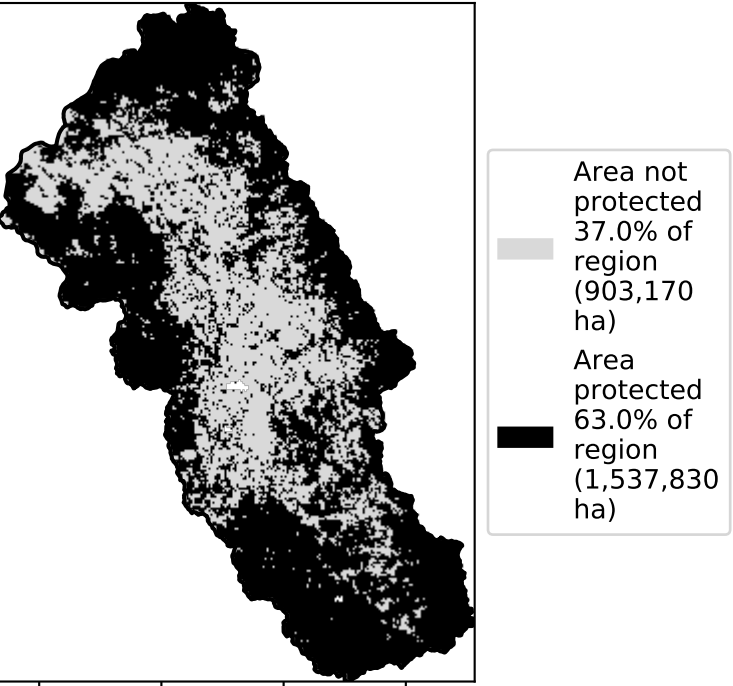 Area not
protected
37.0% of
region
(903,170
ha)
Area
protected
63.0% of
region
(1,537,830
ha)